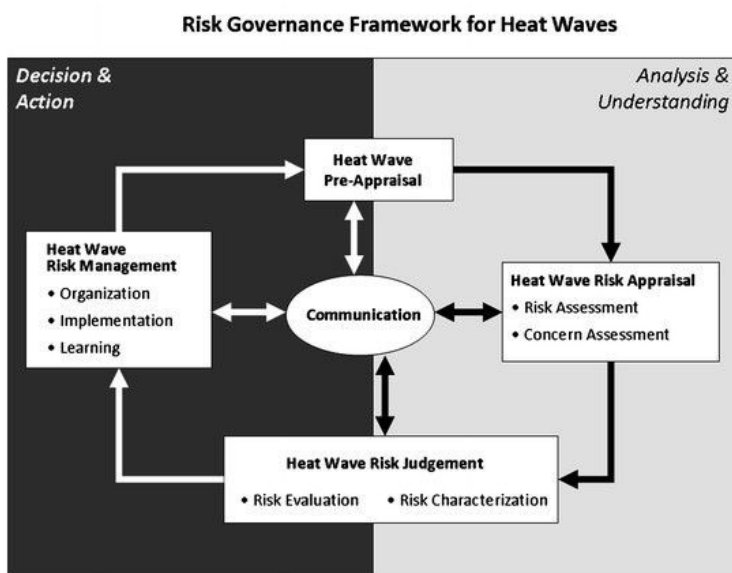 Risk Governance Framework for Heat Waves
Decision &
Action
Analysis &
Understanding
Heat Wave
Pre-Appraisal
Heat Wave
Risk Management
• Organization
• Implementation
• Learning
Communication
Heat Wave Risk Appraisal
• Risk Assessment
• Concern Assessment
Heat Wave Risk Judgement
• Risk Evaluation • Risk Characterization